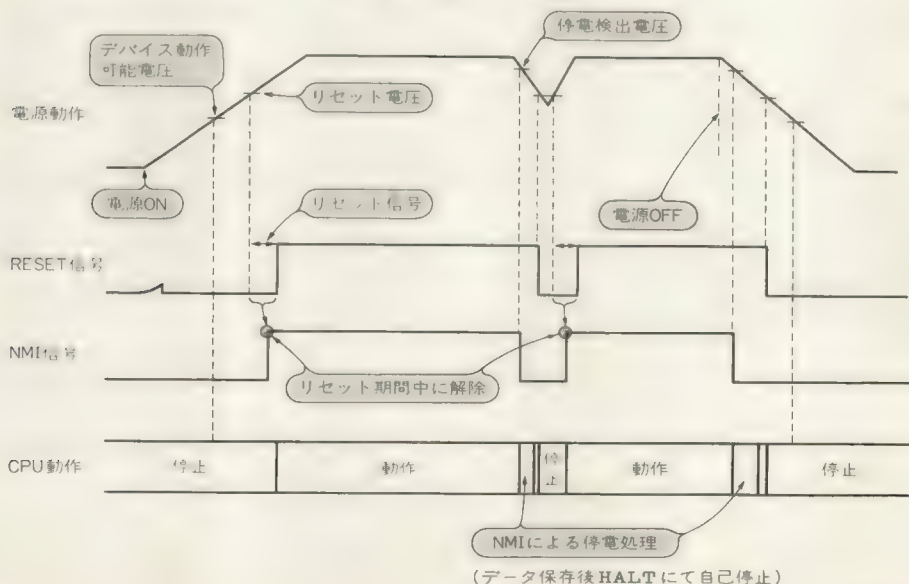 停電検出電圧
デバイス動作
可能電圧
リセット電圧
電源動作
電源ON
リセット信号
電源OFF
RESET信号
NMI信号
リセット期間中に解除
CPU動作
停止
動作
停止
動作
停止
NMIによる停電処理
(データ保存後HALTにて自己停止)